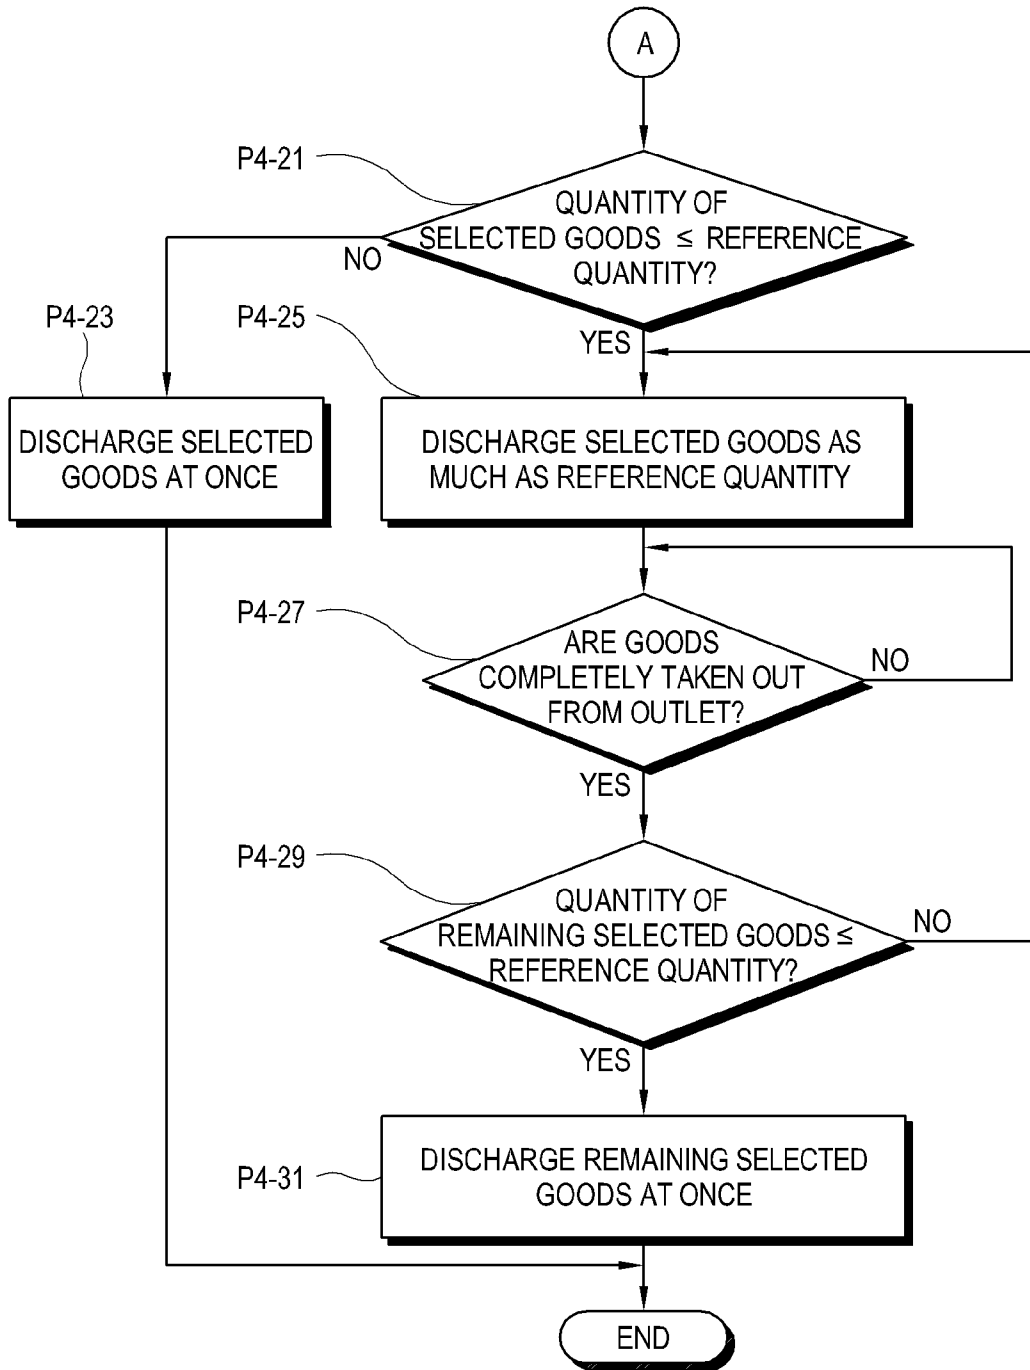 A
P4-21
QUANTITY OF
SELECTED GOODS ≤ REFERENCE
QUANTITY?
NO
P4-23
P4-25
YES
DISCHARGE SELECTED
GOODS AT ONCE
DISCHARGE SELECTED GOODS AS
MUCH AS REFERENCE QUANTITY
P4-27
ARE GOODS
COMPLETELY TAKEN OUT
FROM OUTLET?
NO
YES
P4-29
QUANTITY OF
REMAINING SELECTED GOODS ≤
REFERENCE QUANTITY?
NO
YES
P4-31
DISCHARGE REMAINING SELECTED
GOODS AT ONCE
END